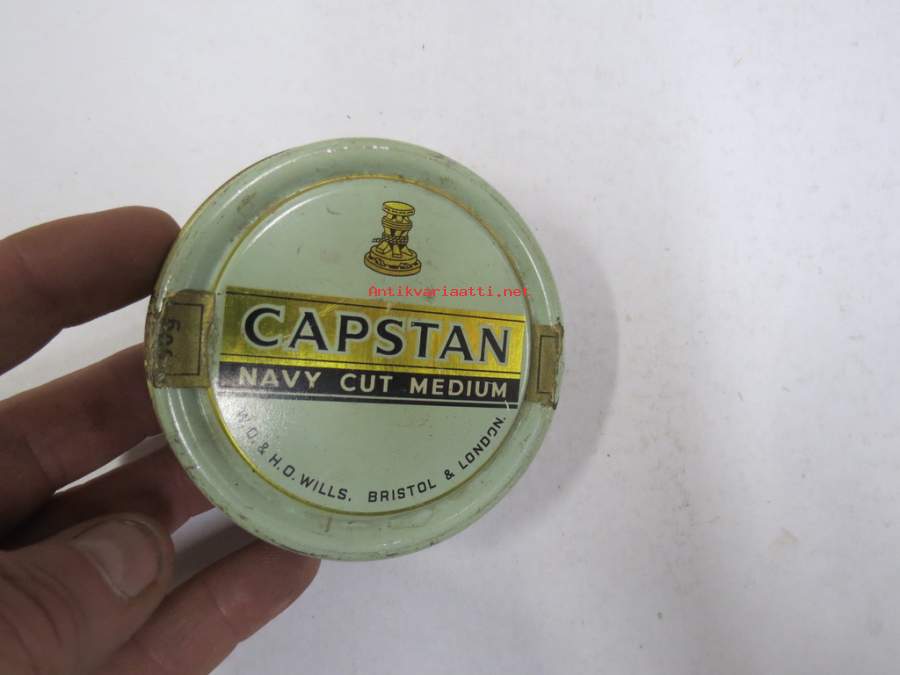 Antikvariaatti.net
CAPSTAN
NAVY CUT MEDIUM
W.D. & H.O. WILLS. BRISTOL & LONDON.